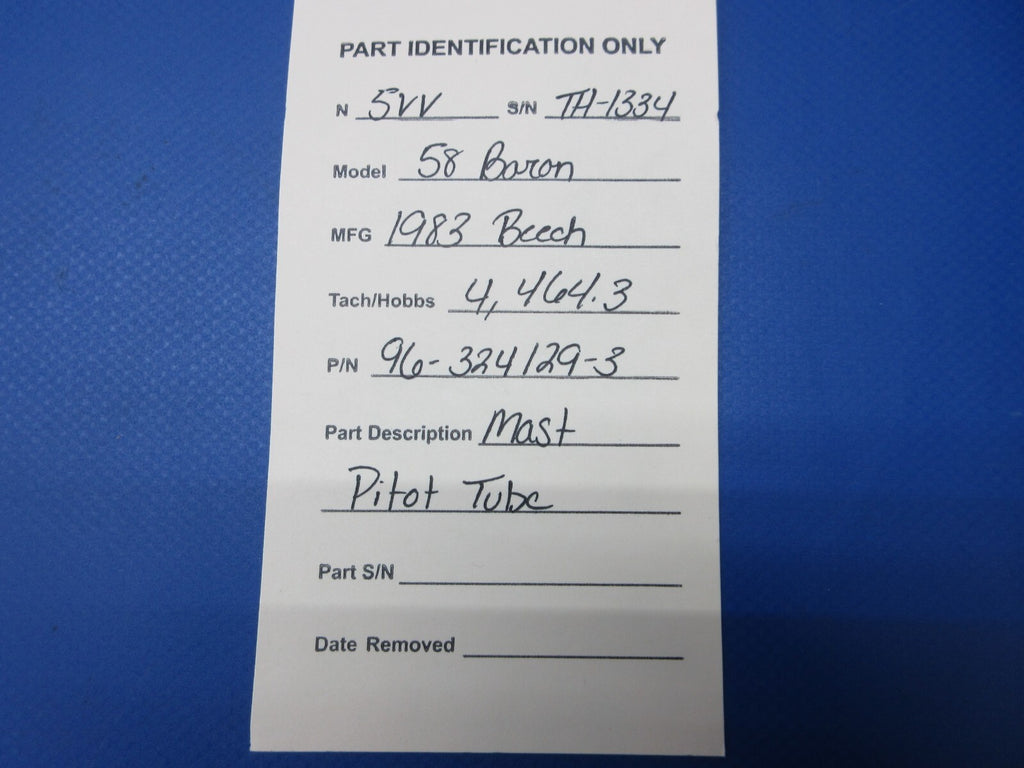 PART IDENTIFICATION ONLY
N 5VV S/N TH-1334
Model 58 Baron
MFG 1983 Beech
Tach/Hobbs 4,464.3
P/N 96-324129-3
Part Description Mast
Pitot Tube
Part S/N
Date Removed